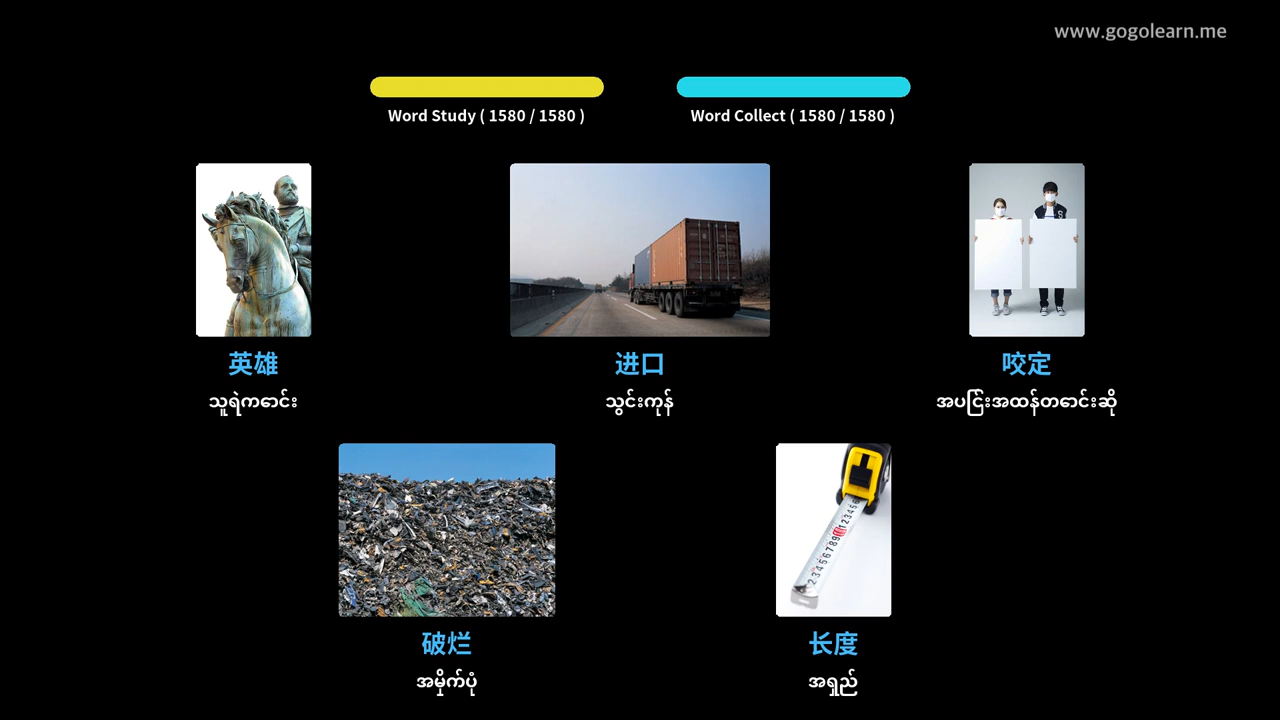 www.gogolearn.me
Word Study ( 1580 / 1580 )
Word Collect ( 1580 / 1580 )
英雄
သူရဲကောင်း
进口
သွင်းကုန်
咬定
အပြင်းအထန်တောင်းဆို
破烂
အမှိုက်ပုံ
长度
အရှည်